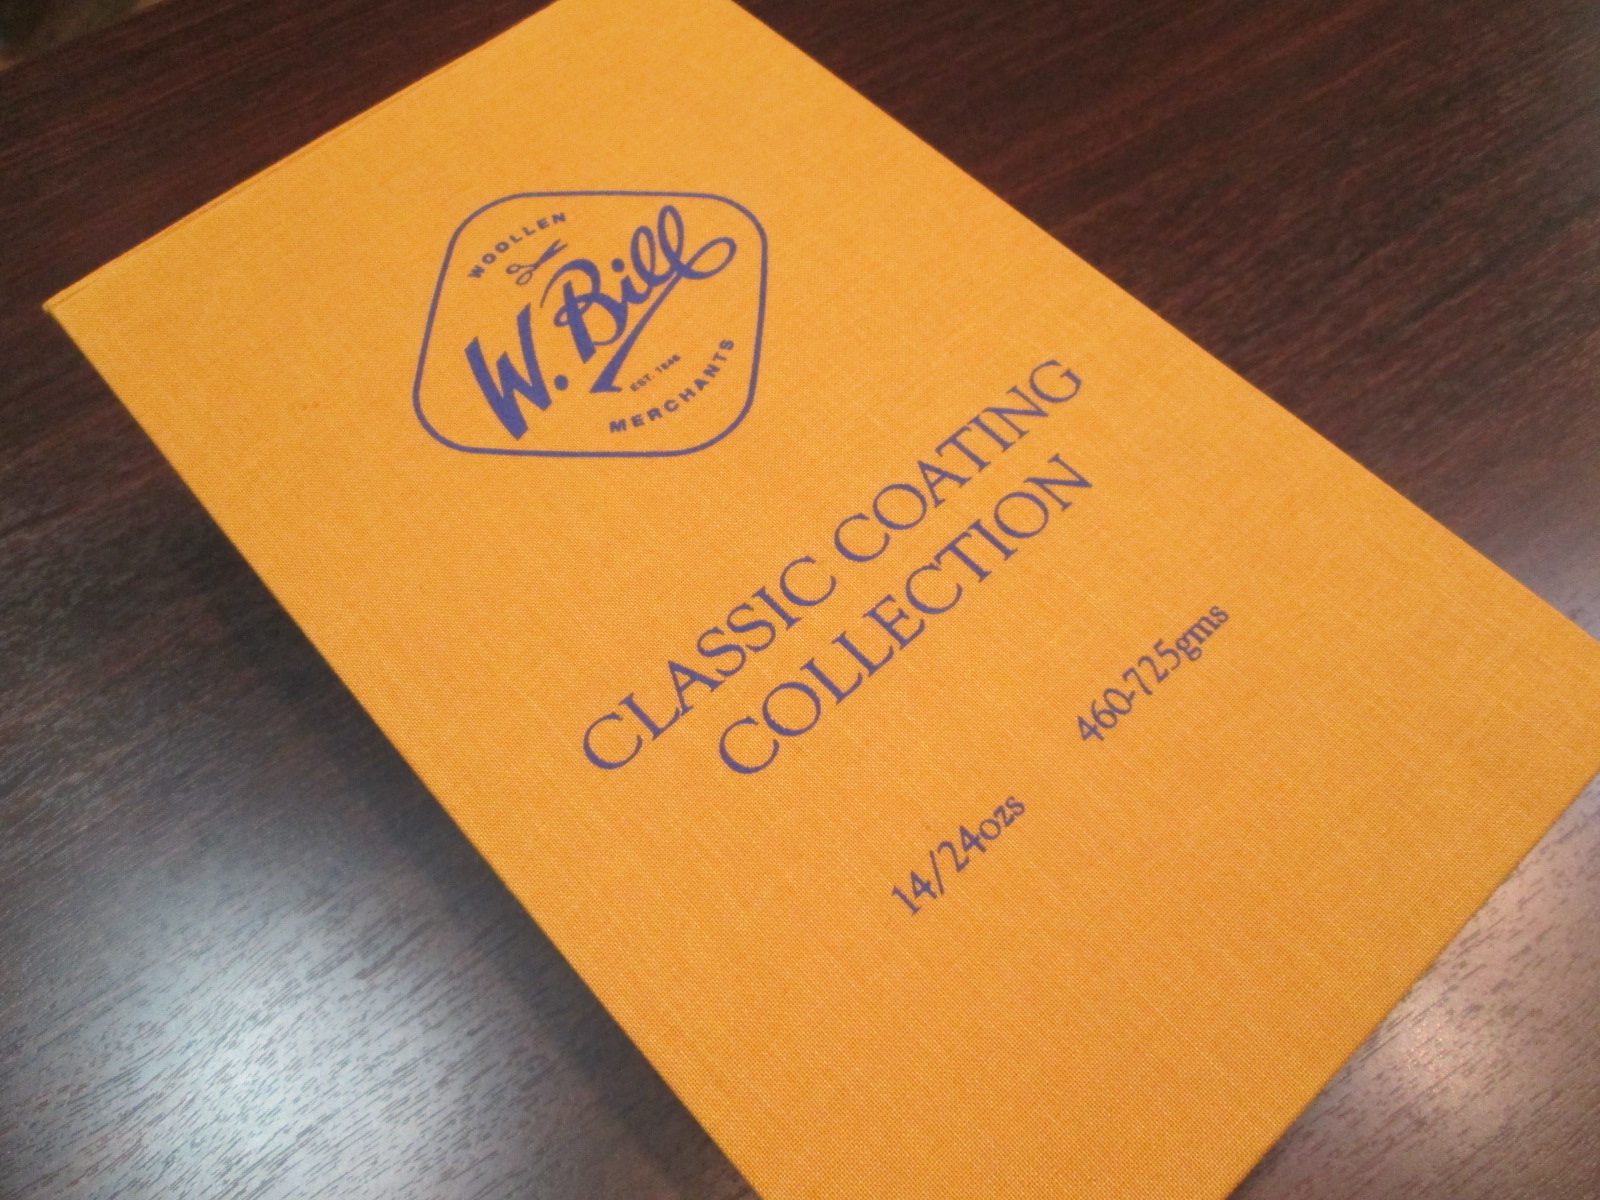 WOOLLEN
W. Bill
EST. 1846
MERCHANTS
CLASSIC COATING
COLLECTION
14/24ozs 460-725gms